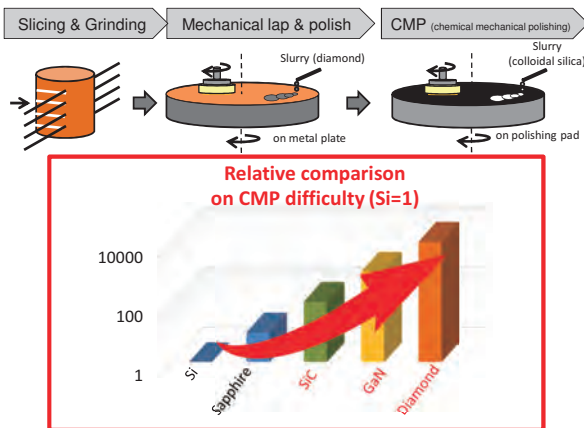 Slicing & Grinding
Mechanical lap & polish
CMP (chemical mechanical polishing)
Slurry (diamond)
Slurry
(colloidal silica)
on metal plate
on polishing pad
Relative comparison
on CMP difficulty (Si=1)
10000
100
1
Si
Sapphire
SiC
GaN
Diamond